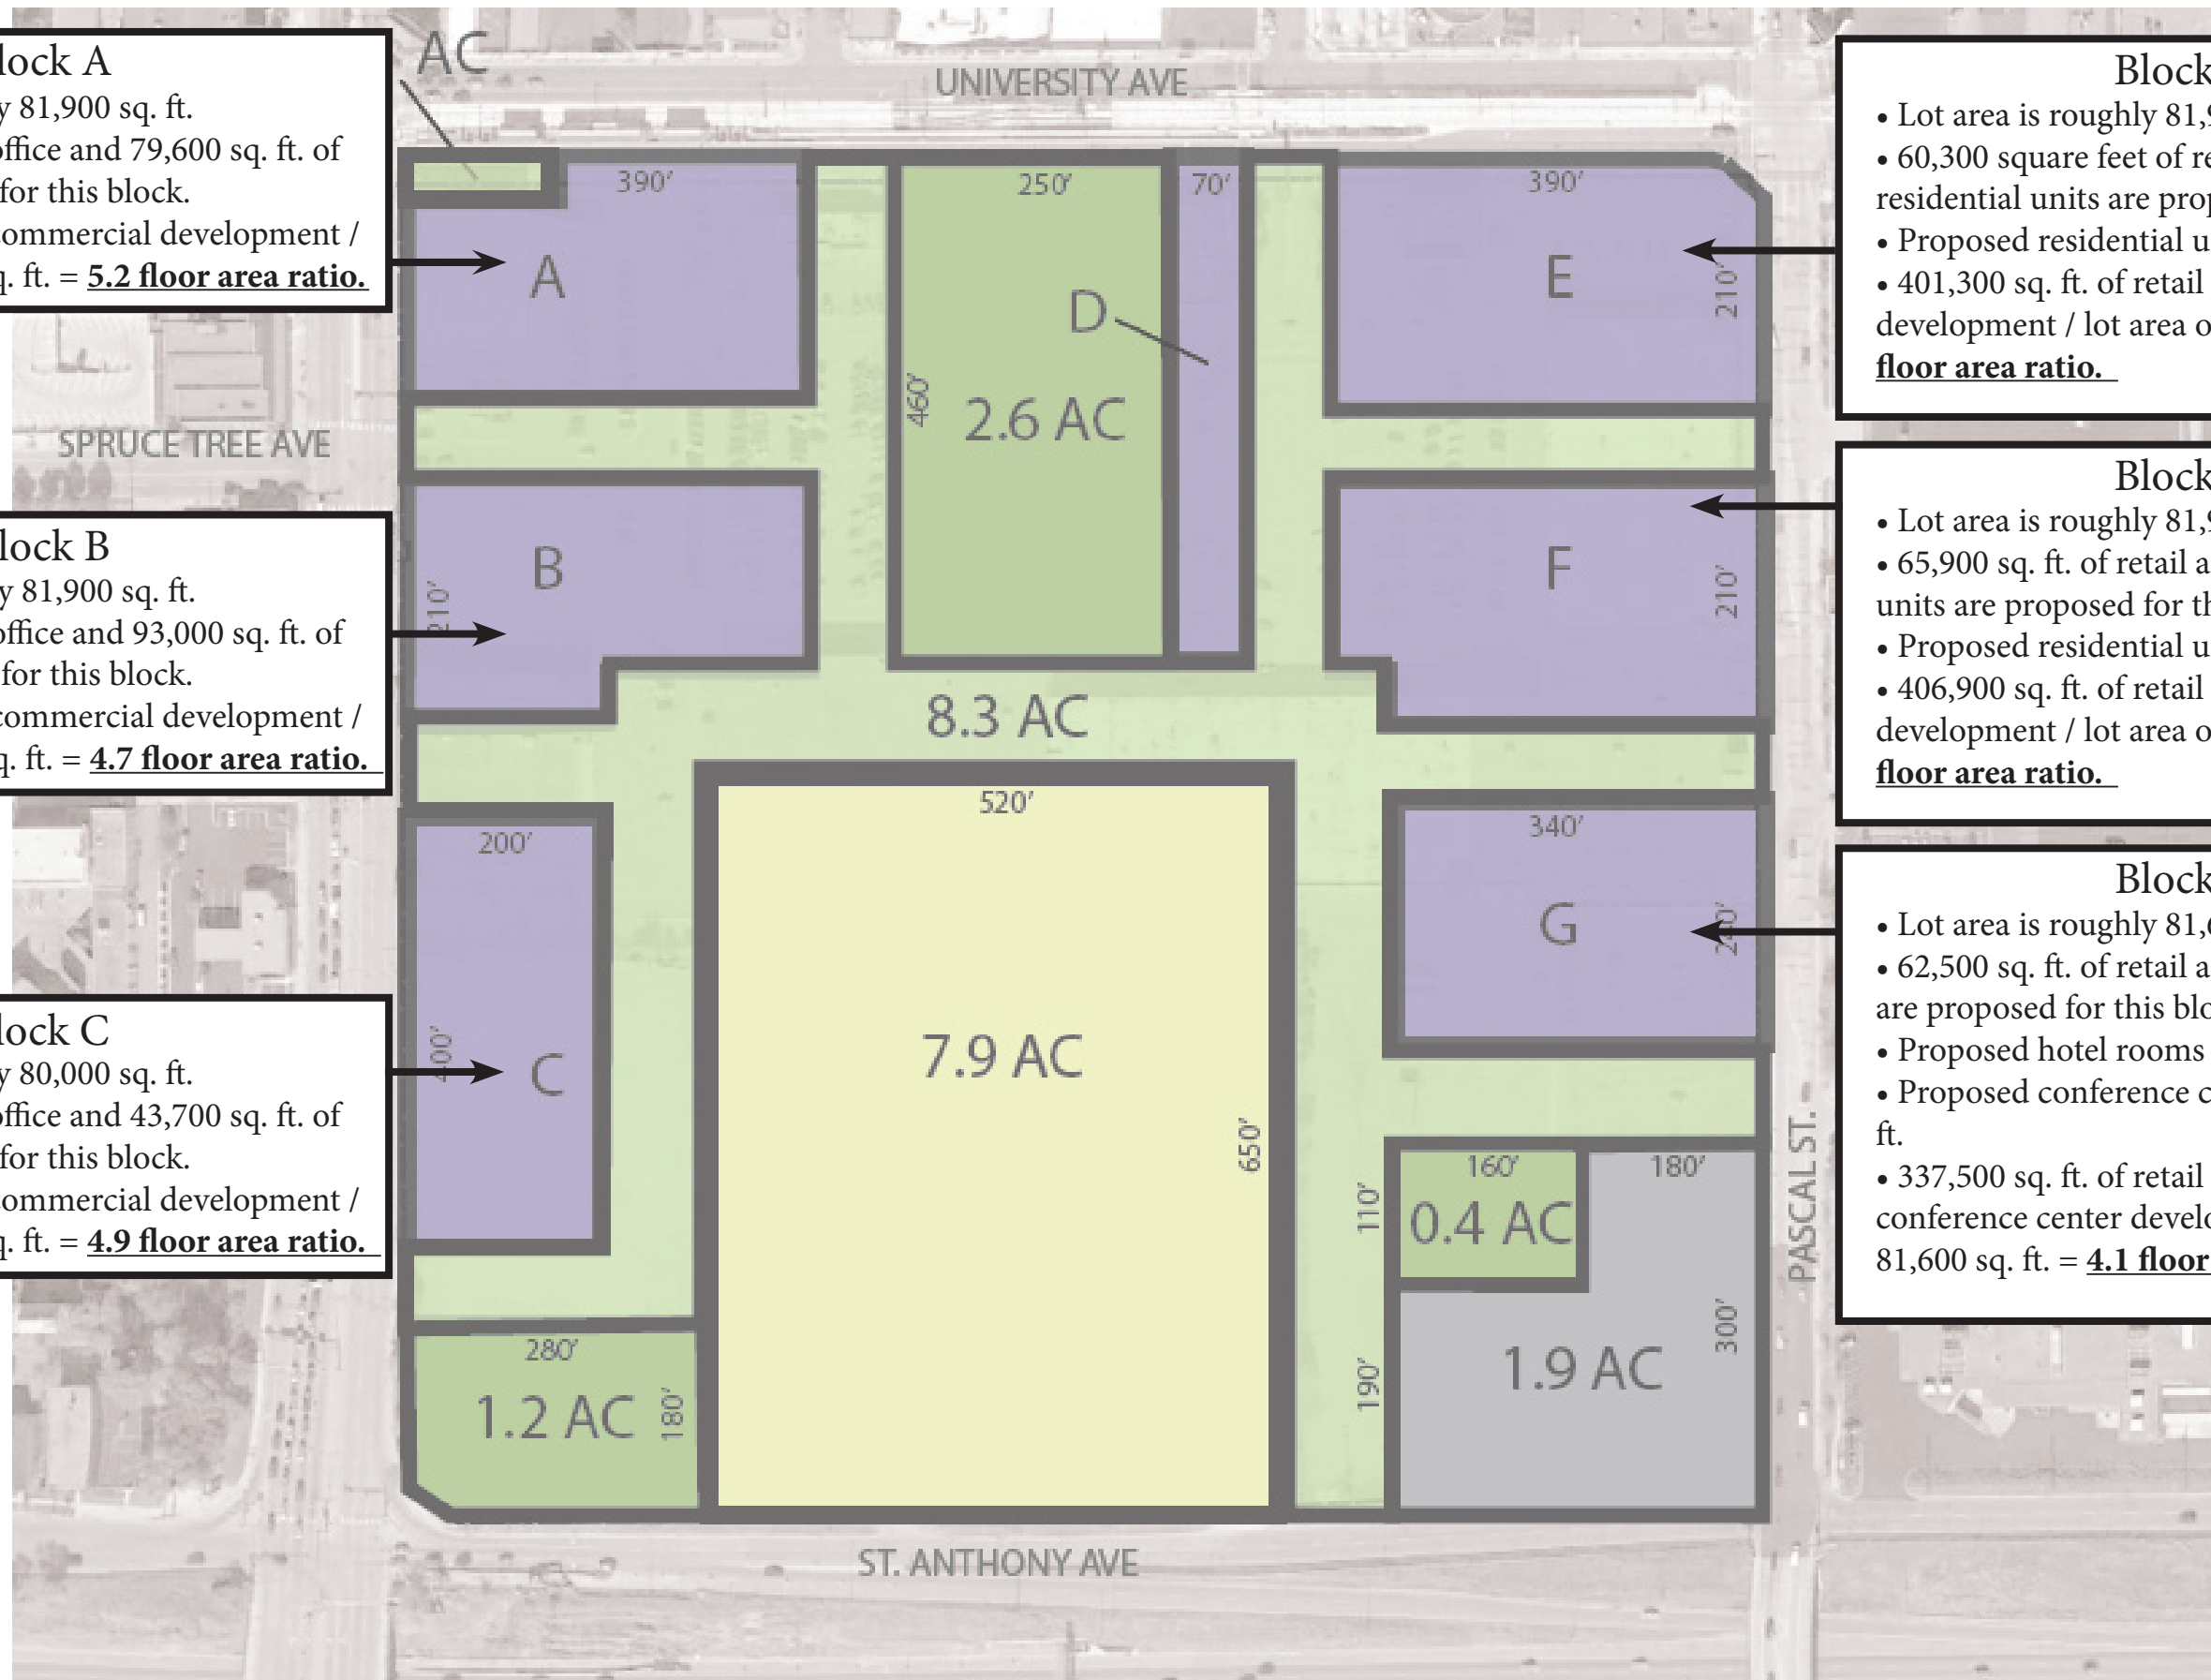 lock A
y 81,900 sq. ft.
office and 79,600 sq. ft. of
for this block.
commercial development /
q. ft. = 5.2 floor area ratio.
AC
UNIVERSITY AVE
390′
A
250′
70′
D
460′
2.6 AC
390′
E
210′
Block
• Lot area is roughly 81,9
• 60,300 square feet of re
residential units are prop
• Proposed residential u
• 401,300 sq. ft. of retail
development / lot area o
floor area ratio.
SPRUCE TREE AVE
lock B
y 81,900 sq. ft.
office and 93,000 sq. ft. of
for this block.
commercial development /
q. ft. = 4.7 floor area ratio.
B
210′
F
210′
Block
• Lot area is roughly 81,9
• 65,900 sq. ft. of retail a
units are proposed for th
• Proposed residential u
• 406,900 sq. ft. of retail
development / lot area o
floor area ratio.
8.3 AC
520′
7.9 AC
650′
200′
400′
C
lock C
y 80,000 sq. ft.
office and 43,700 sq. ft. of
for this block.
commercial development /
q. ft. = 4.9 floor area ratio.
340′
G
240′
Block
• Lot area is roughly 81,6
• 62,500 sq. ft. of retail a
are proposed for this blo
• Proposed hotel rooms
• Proposed conference c
ft.
• 337,500 sq. ft. of retail
conference center develo
81,600 sq. ft. = 4.1 floor
160′
180′
110′
0.4 AC
PASCAL ST.
280′
1.2 AC
180′
190′
1.9 AC
300′
ST. ANTHONY AVE